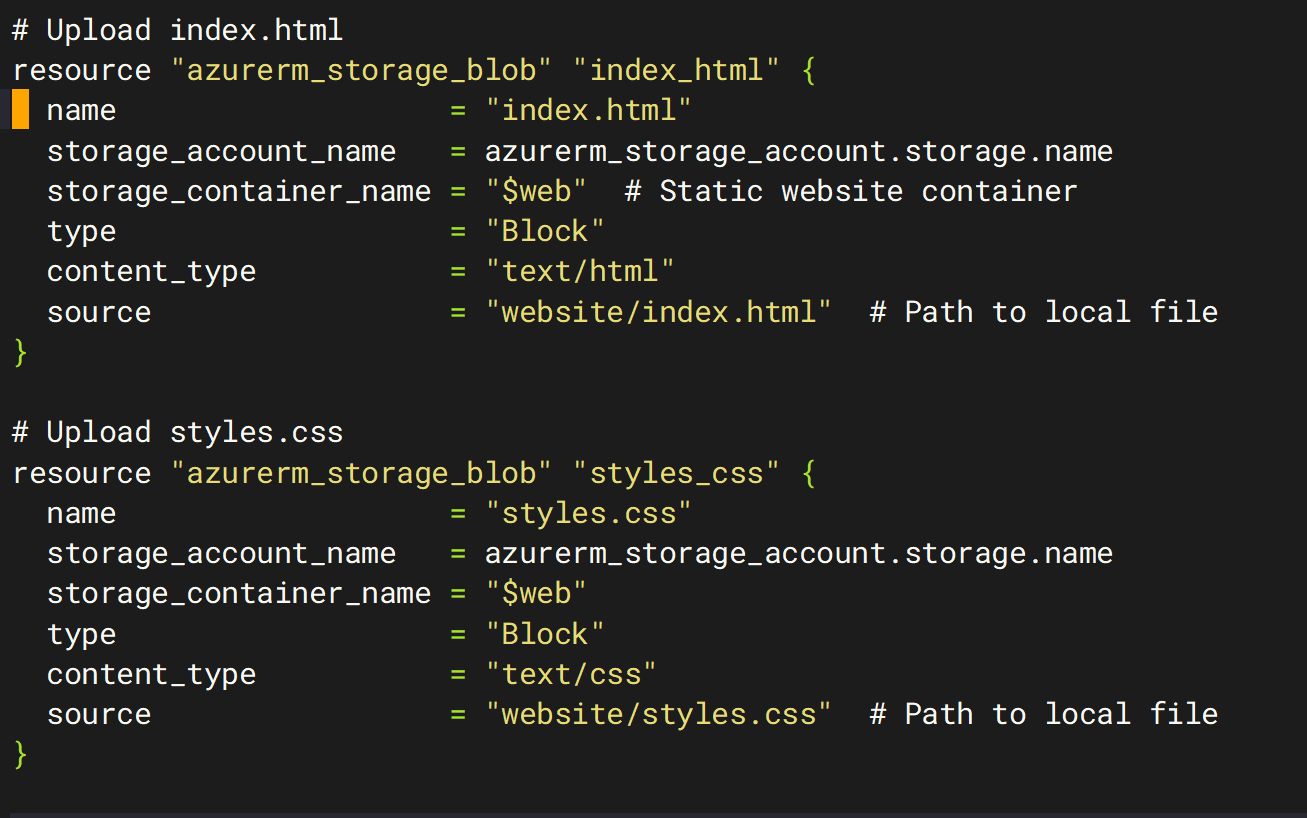 # Upload index.html
resource "azurerm_storage_blob" "index_html" {
  name                   = "index.html"
  storage_account_name   = azurerm_storage_account.storage.name
  storage_container_name = "$web"  # Static website container
  type                   = "Block"
  content_type           = "text/html"
  source                 = "website/index.html"  # Path to local file
}

# Upload styles.css
resource "azurerm_storage_blob" "styles_css" {
  name                   = "styles.css"
  storage_account_name   = azurerm_storage_account.storage.name
  storage_container_name = "$web"
  type                   = "Block"
  content_type           = "text/css"
  source                 = "website/styles.css"  # Path to local file
}